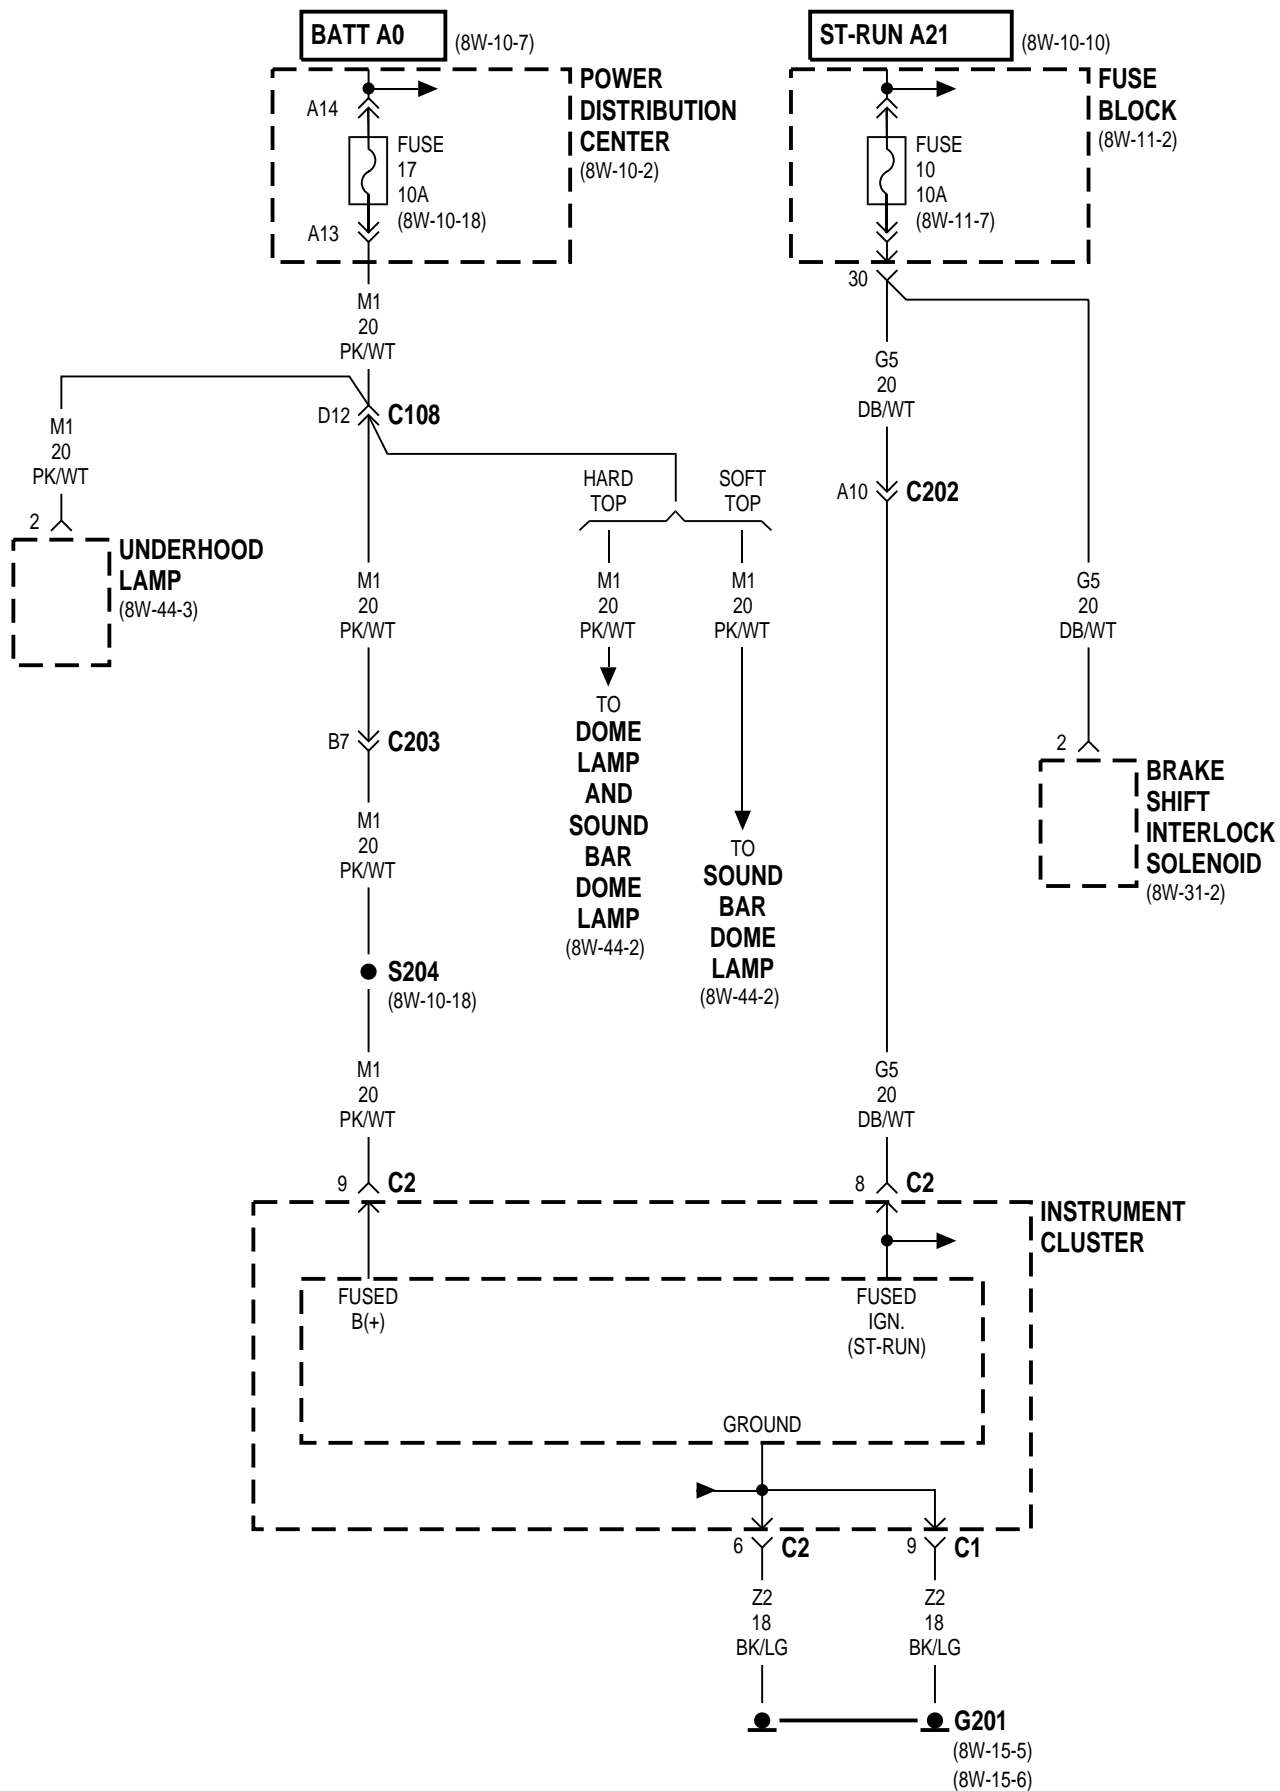 BATT A0
(8W-10-7)
ST-RUN A21
(8W-10-10)
POWER
DISTRIBUTION
CENTER
(8W-10-2)
A14
FUSE
17
10A
(8W-10-18)
A13
FUSE
BLOCK
(8W-11-2)
FUSE
10
10A
(8W-11-7)
30
M1
20
PK/WT
G5
20
DB/WT
D12
C108
M1
20
PK/WT
HARD
TOP
SOFT
TOP
A10
C202
2
UNDERHOOD
LAMP
(8W-44-3)
M1
20
PK/WT
M1
20
PK/WT
M1
20
PK/WT
G5
20
DB/WT
B7
C203
TO
DOME
LAMP
AND
SOUND
BAR
DOME
LAMP
(8W-44-2)
TO
SOUND
BAR
DOME
LAMP
(8W-44-2)
2
BRAKE
SHIFT
INTERLOCK
SOLENOID
(8W-31-2)
M1
20
PK/WT
S204
(8W-10-18)
M1
20
PK/WT
G5
20
DB/WT
9
C2
8
C2
INSTRUMENT
CLUSTER
FUSED
B(+)
FUSED
IGN.
(ST-RUN)
GROUND
6
C2
9
C1
Z2
18
BK/LG
Z2
18
BK/LG
G201
(8W-15-5)
(8W-15-6)